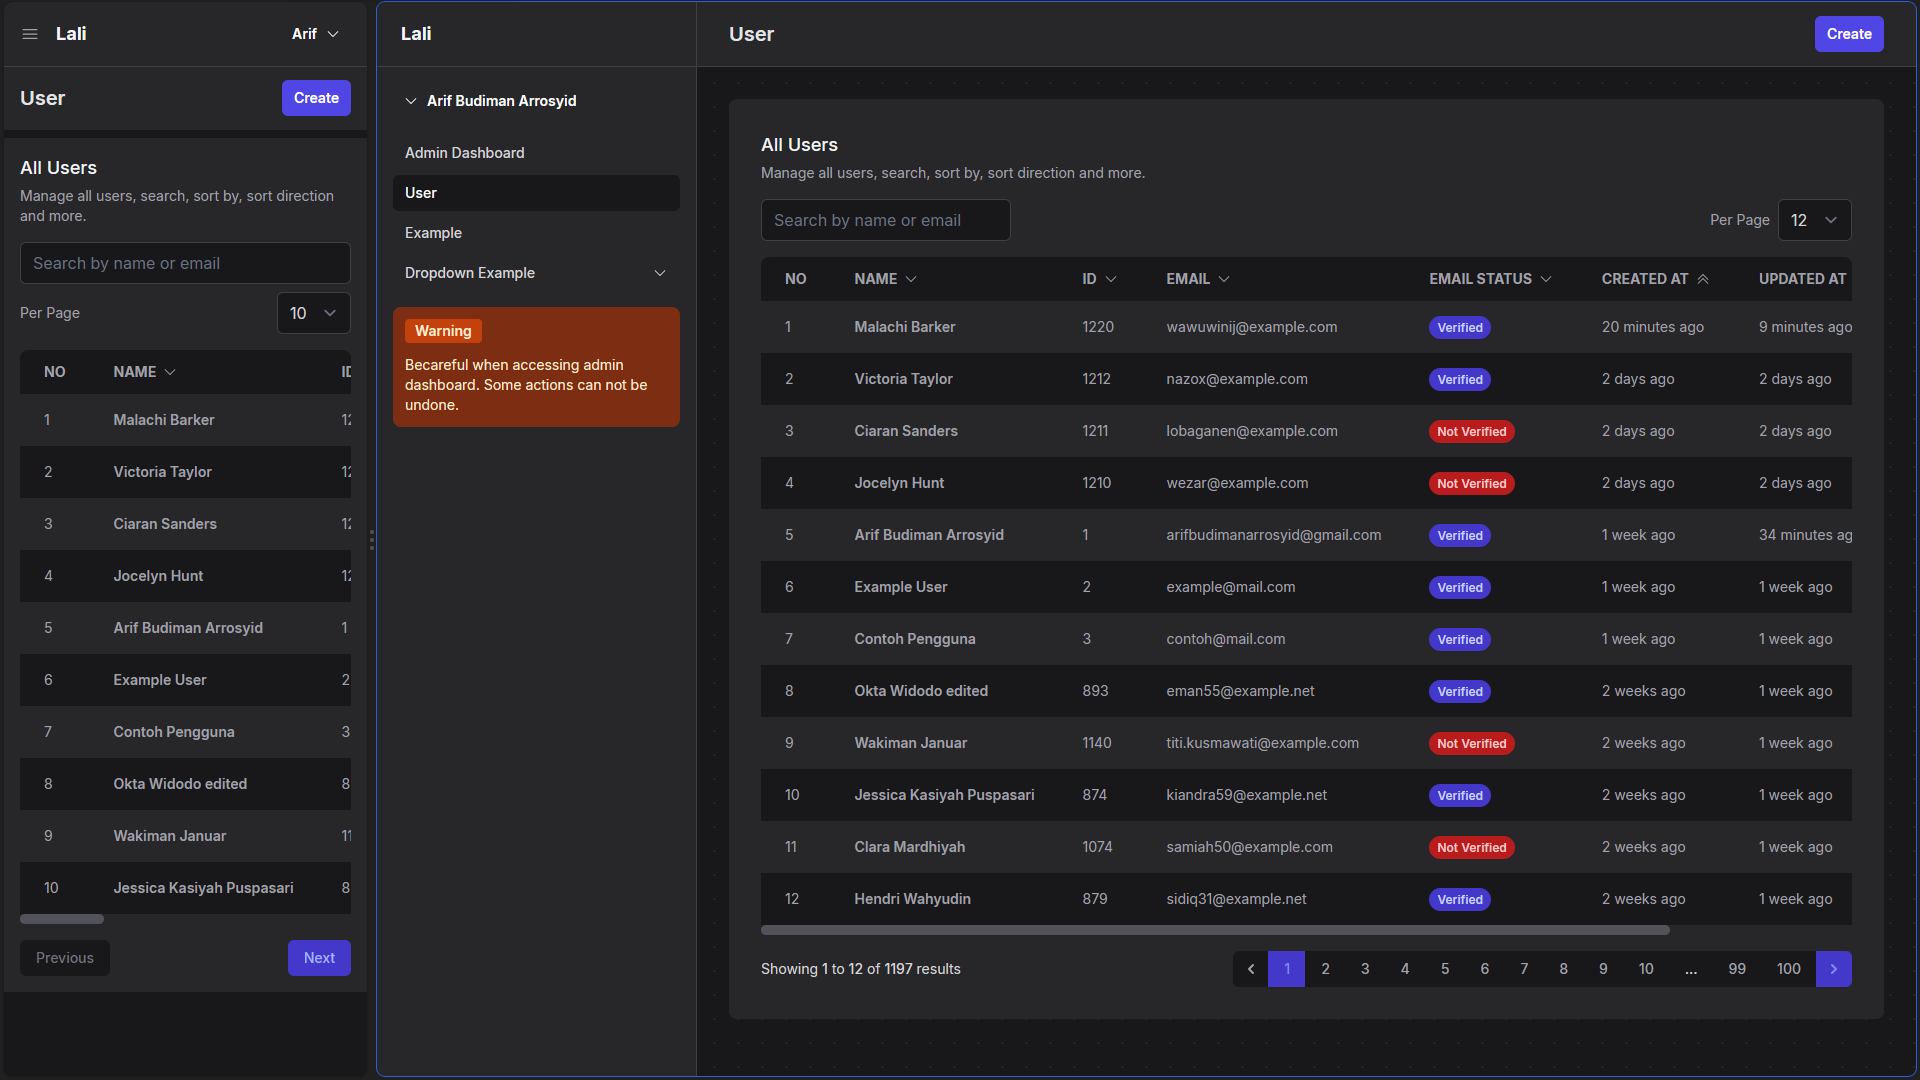 Lali
Arif
User
Create
All Users
Manage all users, search, sort by, sort direction
and more.
Search by name or email
Per Page
10
NO NAME ID
1 Malachi Barker 12
2 Victoria Taylor 12
3 Ciaran Sanders 12
4 Jocelyn Hunt 12
5 Arif Budiman Arrosyid 1
6 Example User 2
7 Contoh Pengguna 3
8 Okta Widodo edited 8
9 Wakiman Januar 11
10 Jessica Kasiyah Puspasari 8
Previous
Next
Lali
Arif Budiman Arrosyid
Admin Dashboard
User
Example
Dropdown Example
Warning
Becareful when accessing admin
dashboard. Some actions can not be
undone.
User
Create
All Users
Manage all users, search, sort by, sort direction and more.
Search by name or email
Per Page 12
NO NAME ID EMAIL EMAIL STATUS CREATED AT UPDATED AT
1 Malachi Barker 1220 wawuwinij@example.com Verified 20 minutes ago 9 minutes ago
2 Victoria Taylor 1212 nazox@example.com Verified 2 days ago 2 days ago
3 Ciaran Sanders 1211 lobaganen@example.com Not Verified 2 days ago 2 days ago
4 Jocelyn Hunt 1210 wezar@example.com Not Verified 2 days ago 2 days ago
5 Arif Budiman Arrosyid 1 arifbudimanarrosyid@gmail.com Verified 1 week ago 34 minutes ag
6 Example User 2 example@mail.com Verified 1 week ago 1 week ago
7 Contoh Pengguna 3 contoh@mail.com Verified 1 week ago 1 week ago
8 Okta Widodo edited 893 eman55@example.net Verified 2 weeks ago 1 week ago
9 Wakiman Januar 1140 titi.kusmawati@example.com Not Verified 2 weeks ago 1 week ago
10 Jessica Kasiyah Puspasari 874 kiandra59@example.net Verified 2 weeks ago 1 week ago
11 Clara Mardhiyah 1074 samiah50@example.com Not Verified 2 weeks ago 1 week ago
12 Hendri Wahyudin 879 sidiq31@example.net Verified 2 weeks ago 1 week ago
Showing 1 to 12 of 1197 results
1 2 3 4 5 6 7 8 9 10 ... 99 100